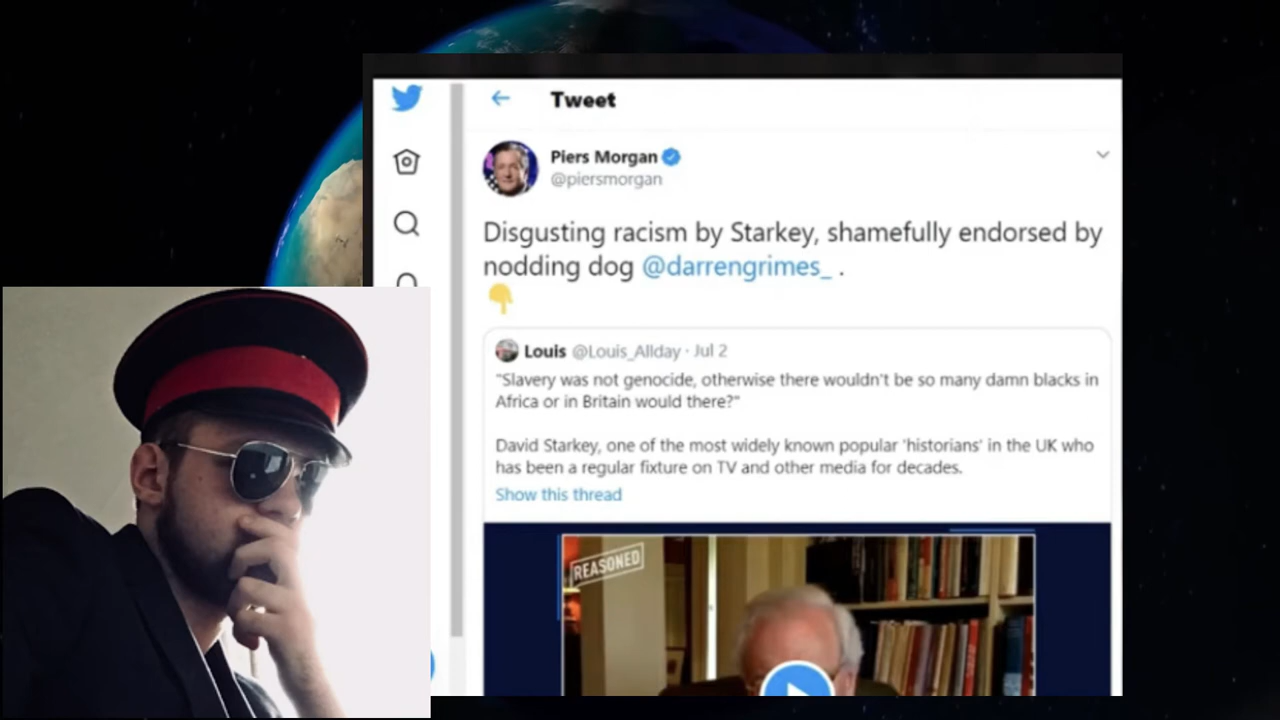 Tweet
Piers Morgan
@piersmorgan
Disgusting racism by Starkey, shamefully endorsed by
nodding dog @darrengrimes_ .
Louis @Louis_Allday · Jul 2
"Slavery was not genocide, otherwise there wouldn't be so many damn blacks in
Africa or in Britain would there?"
David Starkey, one of the most widely known popular 'historians' in the UK who
has been a regular fixture on TV and other media for decades.
Show this thread
REASONED